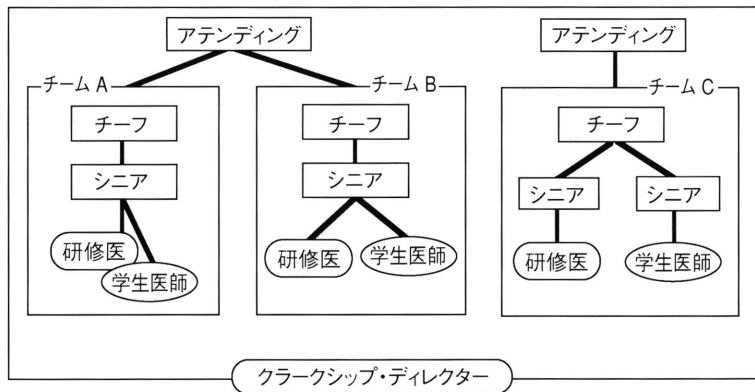 アテンディング
アテンディング
チーム A
チーフ
シニア
研修医
学生医師
チーム B
チーフ
シニア
研修医
学生医師
チーム C
チーフ
シニア
シニア
研修医
学生医師
クラークシップ・ディレクター